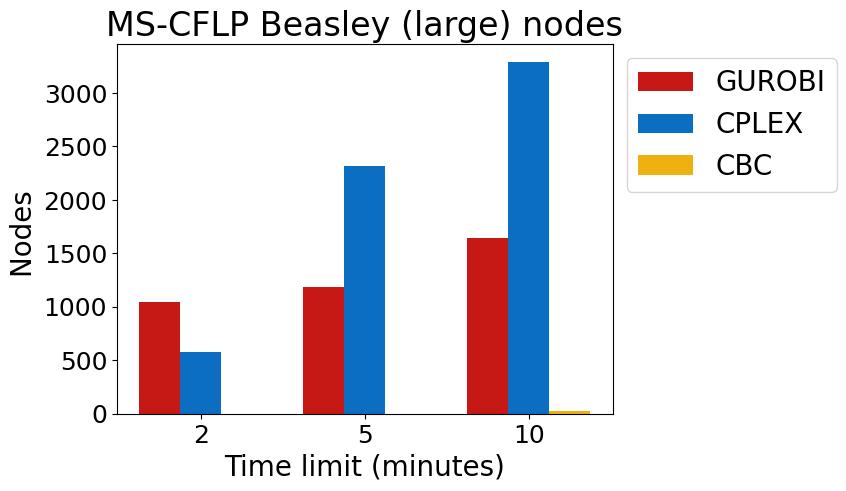 MS-CFLP Beasley (large) nodes
3000
2500
2000
1500
1000
500
0
Nodes
2 5 10
Time limit (minutes)
GUROBI
CPLEX
CBC